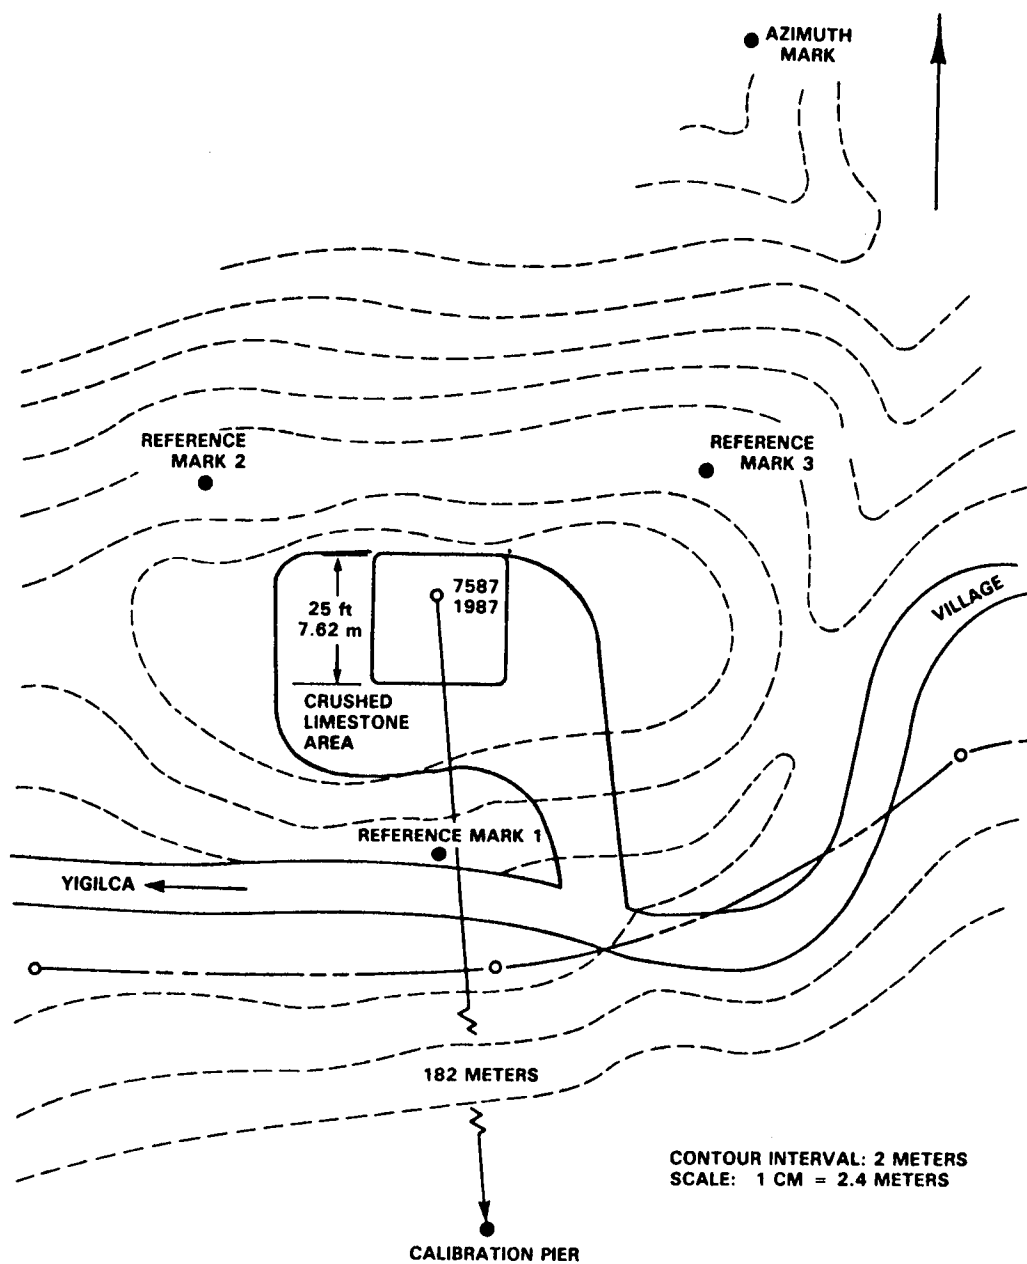 AZIMUTH
MARK
REFERENCE
MARK 2
REFERENCE
MARK 3
7587
1987
25 ft
7.62 m
VILLAGE
CRUSHED
LIMESTONE
AREA
REFERENCE MARK 1
YIGILCA
182 METERS
CONTOUR INTERVAL: 2 METERS
SCALE: 1 CM = 2.4 METERS
CALIBRATION PIER